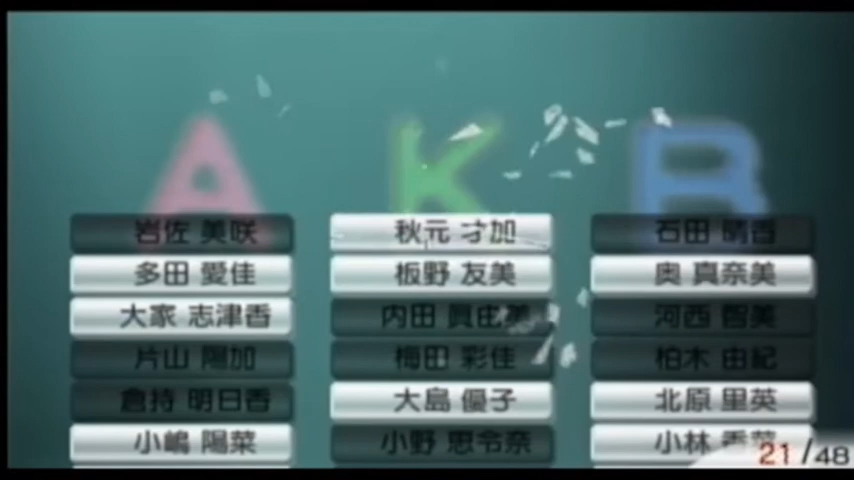 A K B
岩佐 美咲 秋元 才加 石田 晴香
多田 愛佳 板野 友美 奥 真奈美
大家 志津香 内田 眞由美 河西 智美
片山 陽加 梅田 彩佳 柏木 由紀
倉持 明日香 大島 優子 北原 里英
小嶋 陽菜 小野 恵令奈 小林 香菜
21/48